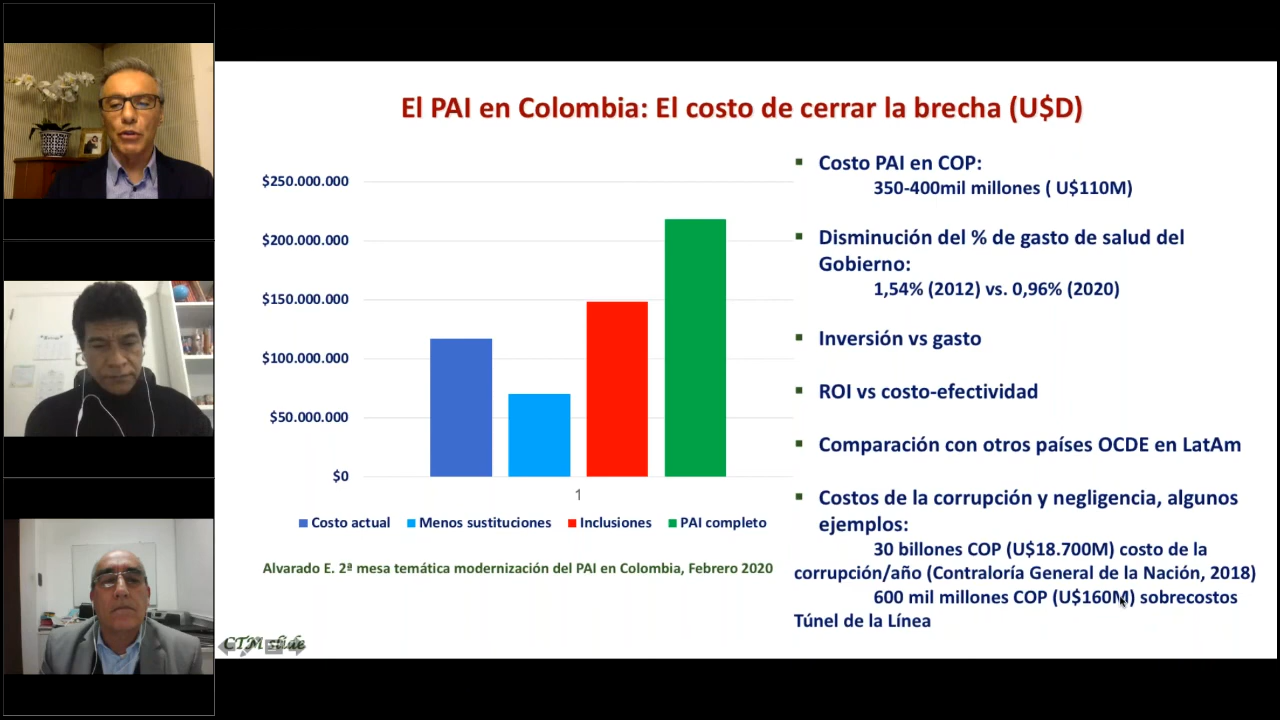 El PAI en Colombia: El costo de cerrar la brecha (U$D)
$250.000.000
$200.000.000
$150.000.000
$100.000.000
$50.000.000
$0
1
Costo actual Menos sustituciones Inclusiones PAI completo
Alvarado E. 2ª mesa temática modernización del PAI en Colombia, Febrero 2020
Costo PAI en COP:
350-400mil millones ( U$110M)
Disminución del % de gasto de salud del
Gobierno:
1,54% (2012) vs. 0,96% (2020)
Inversión vs gasto
ROI vs costo-efectividad
Comparación con otros países OCDE en LatAm
Costos de la corrupción y negligencia, algunos
ejemplos:
30 billones COP (U$18.700M) costo de la
corrupción/año (Contraloría General de la Nación, 2018)
600 mil millones COP (U$160M) sobrecostos
Túnel de la Línea
CTM slide